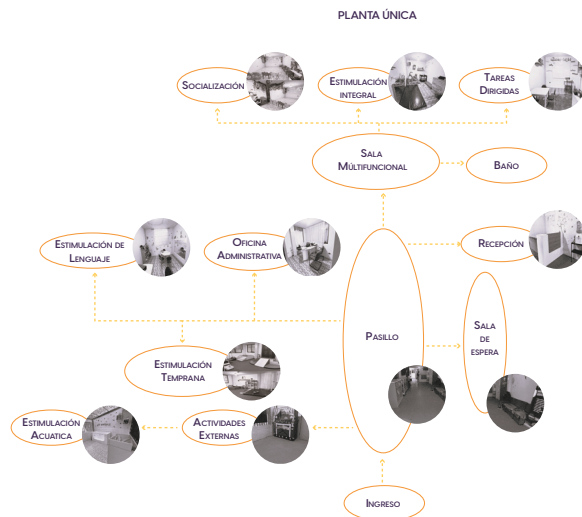 PLANTA ÚNICA
SOCIALIZACIÓN
ESTIMULACIÓN
INTEGRAL
TAREAS
DIRIGIDAS
SALA
MÚLTIFUNCIONAL
BAÑO
ESTIMULACIÓN DE
LENGUAJE
OFICINA
ADMINISTRATIVA
RECEPCIÓN
PASILLO
SALA
DE
ESPERA
ESTIMULACIÓN
TEMPRANA
ESTIMULACIÓN
ACUATICA
ACTIVIDADES
EXTERNAS
INGRESO